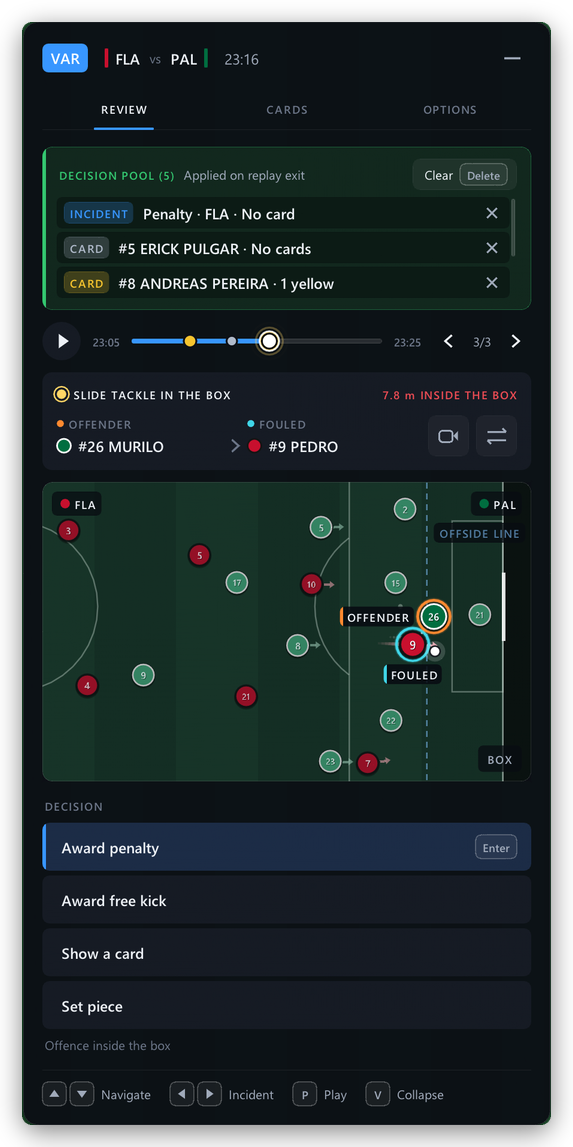 VAR FLA vs PAL 23:16
REVIEW CARDS OPTIONS
DECISION POOL (5) Applied on replay exit Clear Delete
INCIDENT Penalty · FLA · No card
CARD #5 ERICK PULGAR · No cards
CARD #8 ANDREAS PEREIRA · 1 yellow
23:05 23:25 3/3
SLIDE TACKLE IN THE BOX 7.8 m INSIDE THE BOX
OFFENDER FOULED
#26 MURILO #9 PEDRO
FLA PAL
2
5
3
OFFSIDE LINE
5
17 10 15
OFFENDER 26 21
8 9
9 FOULED
4 21
22
23 7 BOX
DECISION
Award penalty Enter
Award free kick
Show a card
Set piece
Offence inside the box
Navigate Incident P Play V Collapse